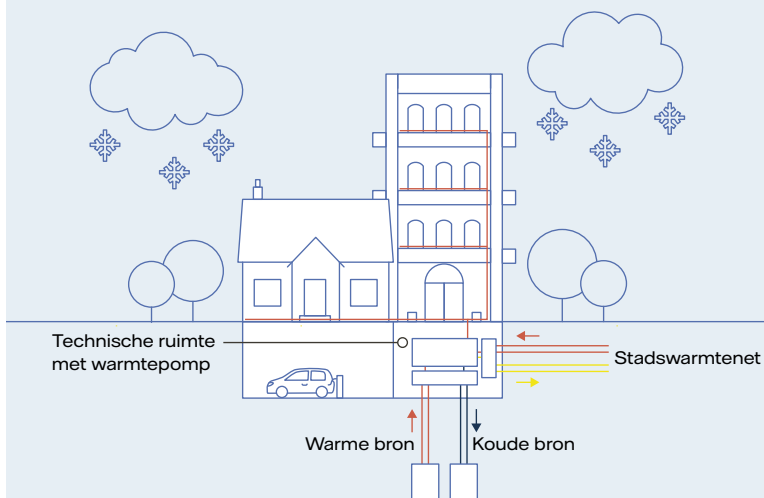 Technische ruimte
met warmtepomp
Stadswarmtenet
Warme bron
Koude bron